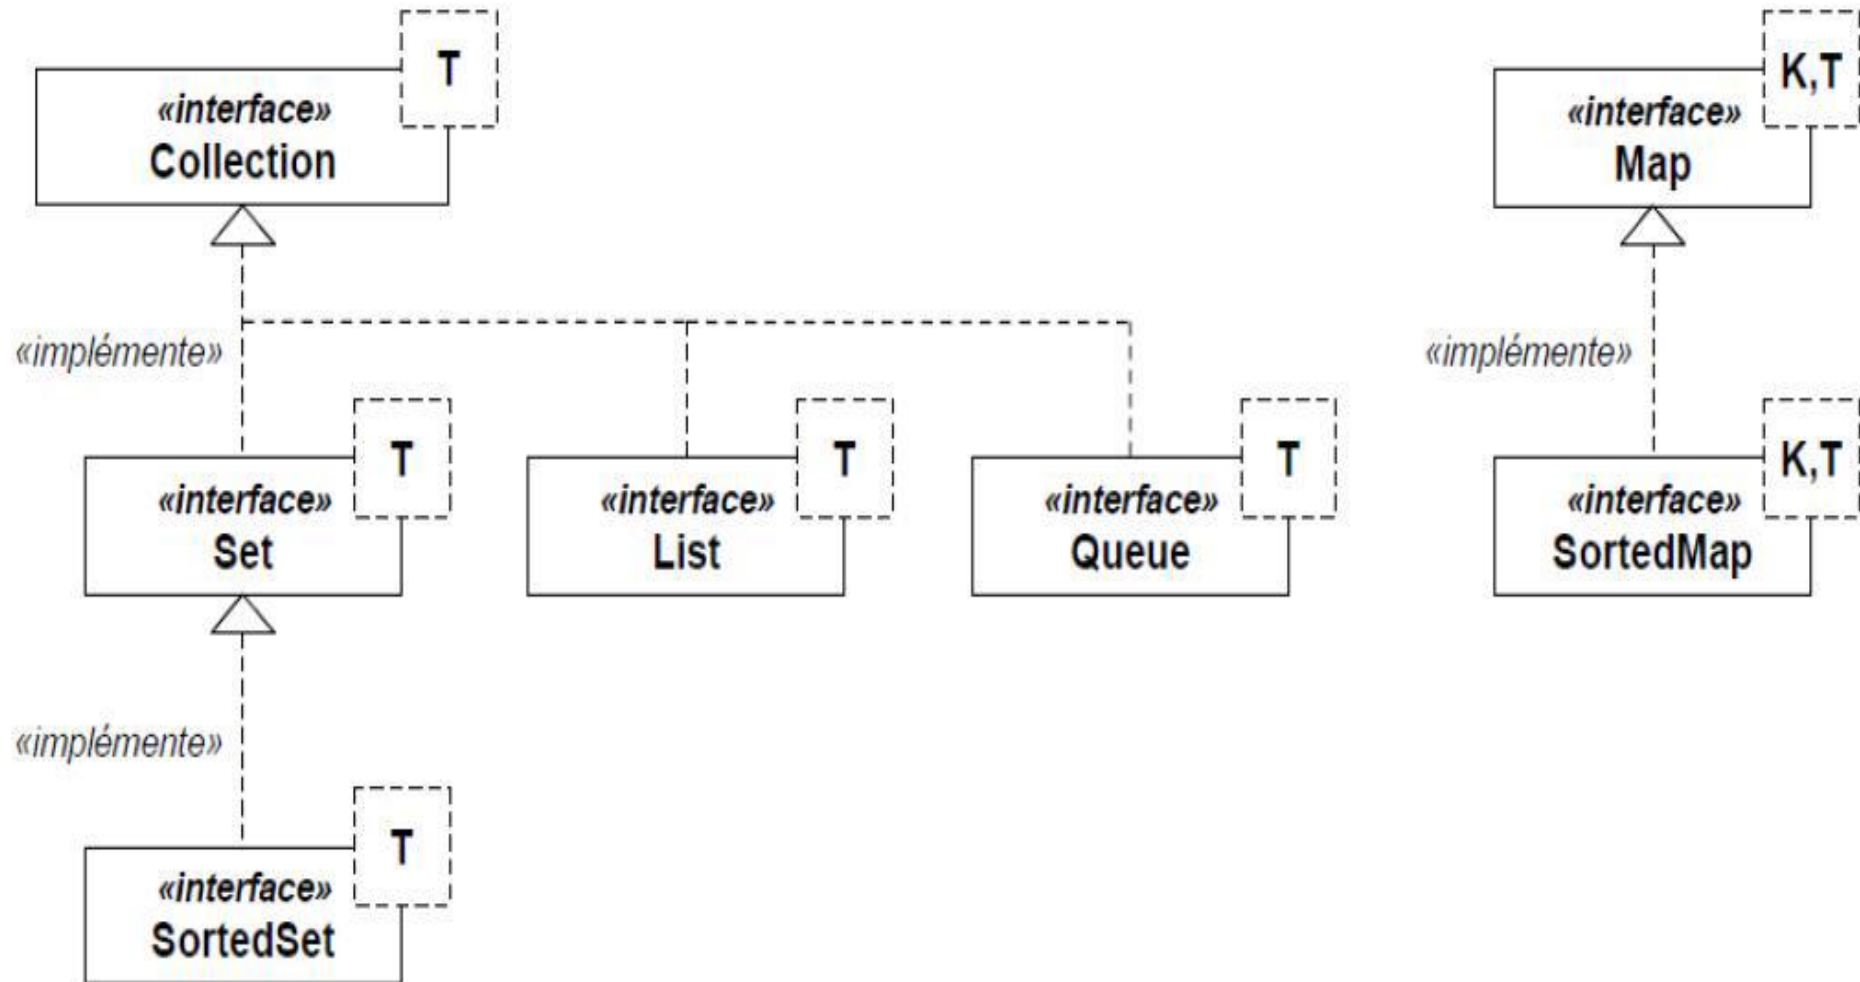 T
«interface»
Collection
K,T
«interface»
Map
«implémente»
«implémente»
T
«interface»
Set
T
«interface»
List
T
«interface»
Queue
K,T
«interface»
SortedMap
«implémente»
T
«interface»
SortedSet